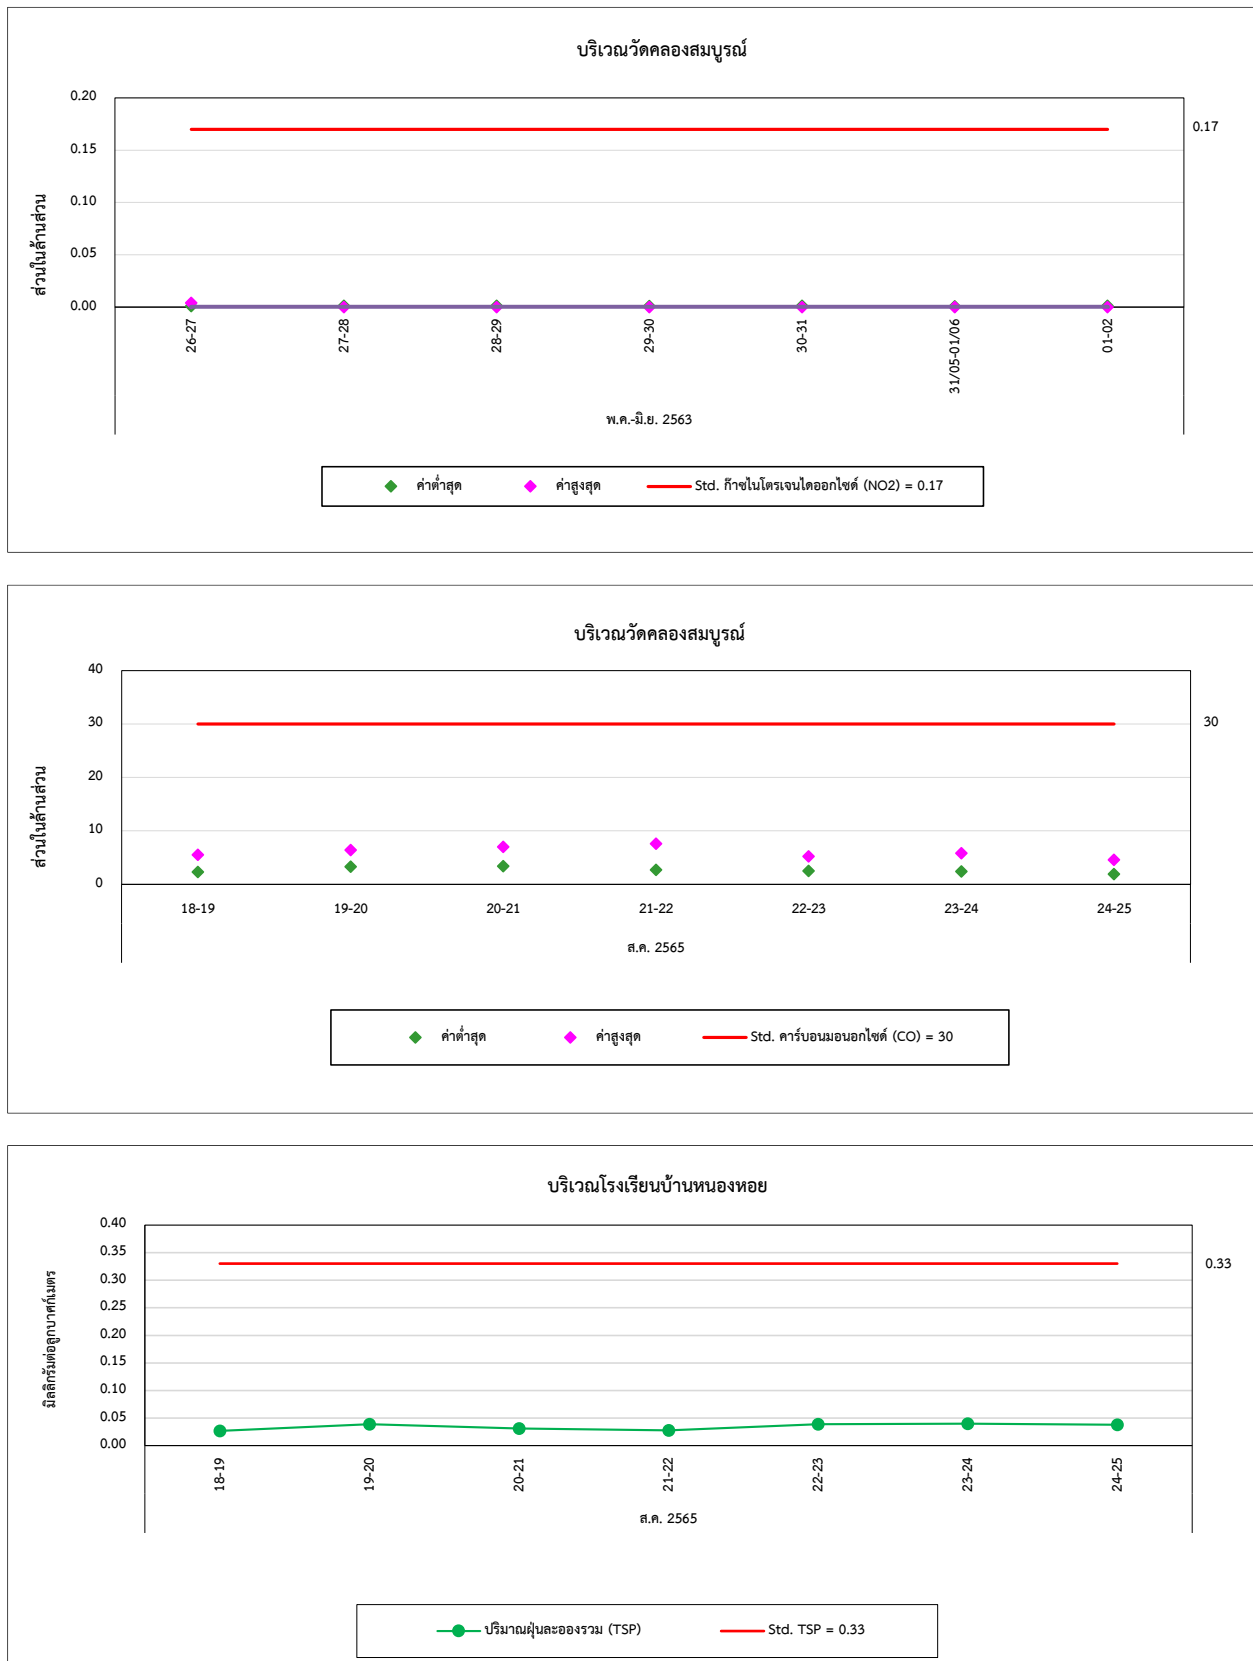 บริเวณวัดคลองสมบูรณ์
ส่วนในล้านส่วน
0.20
0.15
0.10
0.05
0.00
0.17
26-27
27-28
28-29
29-30
30-31
31/05-01/06
01-02
พ.ค.-มิ.ย. 2563
ค่าต่ำสุด
ค่าสูงสุด
Std. ก๊าซไนโตรเจนไดออกไซด์ (NO2) = 0.17
บริเวณวัดคลองสมบูรณ์
ส่วนในล้านส่วน
40
30
20
10
0
30
18-19
19-20
20-21
21-22
22-23
23-24
24-25
ส.ค. 2565
ค่าต่ำสุด
ค่าสูงสุด
Std. คาร์บอนมอนอกไซด์ (CO) = 30
บริเวณโรงเรียนบ้านหนองหอย
มิลลิกรัมต่อลูกบาศก์เมตร
0.40
0.35
0.30
0.25
0.20
0.15
0.10
0.05
0.00
0.33
18-19
19-20
20-21
21-22
22-23
23-24
24-25
ส.ค. 2565
ปริมาณฝุ่นละอองรวม (TSP)
Std. TSP = 0.33